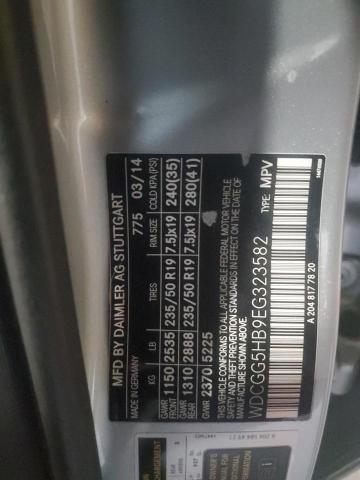 MFD BY DAIMLER AG STUTTGART
MADE IN GERMANY 775 03/14
KG LB TIRES RIM SIZE COLD KPA(PSI)
GAWR FRONT 1150 2535 235/50 R19 7.5Jx19 240(35)
GAWR REAR 1310 2888 235/50 R19 7.5Jx19 280(41)
GVWR 2370 5225
THIS VEHICLE CONFORMS TO ALL APPLICABLE FEDERAL MOTOR VEHICLE
SAFETY, BUMPER AND THEFT PREVENTION STANDARDS IN EFFECT ON THE DATE OF
MANUFACTURE SHOWN ABOVE
WDCGG5HB9EG323582 TYPE: MPV
A 204 817 78 20